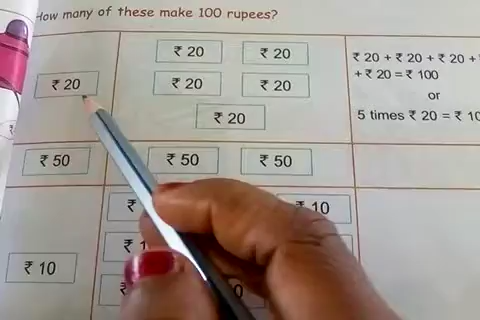 How many of these make 100 rupees?
₹ 20 ₹ 20
₹ 20 + ₹ 20 + ₹ 20 +
₹ 20 ₹ 20 ₹ 20
+ ₹ 20 = ₹ 100
or
₹ 20
5 times ₹ 20 = ₹ 10
₹ 50 ₹ 50 ₹ 50
₹ 10
₹ 10